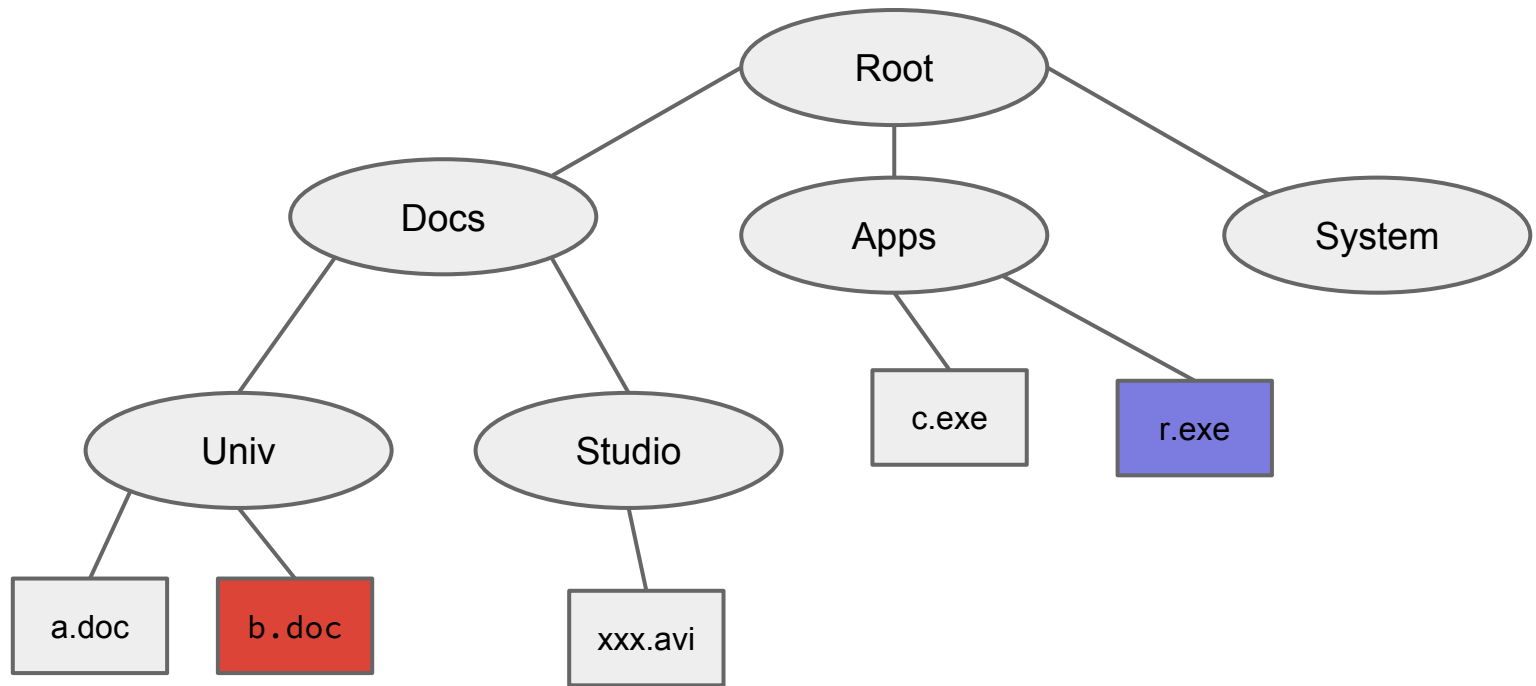 Root
Docs
Apps
System
Univ
Studio
c.exe
r.exe
a.doc
b.doc
xxx.avi